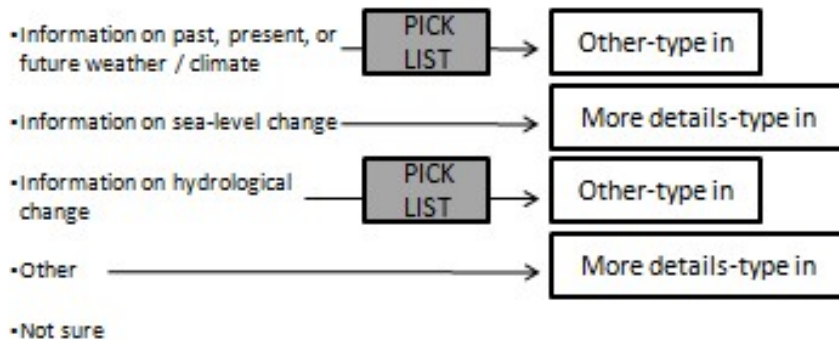 •Information on past, present, or
future weather / climate
PICK
LIST
Other-type in
•Information on sea-level change
More details-type in
•Information on hydrological
change
PICK
LIST
Other-type in
•Other
More details-type in
•Not sure